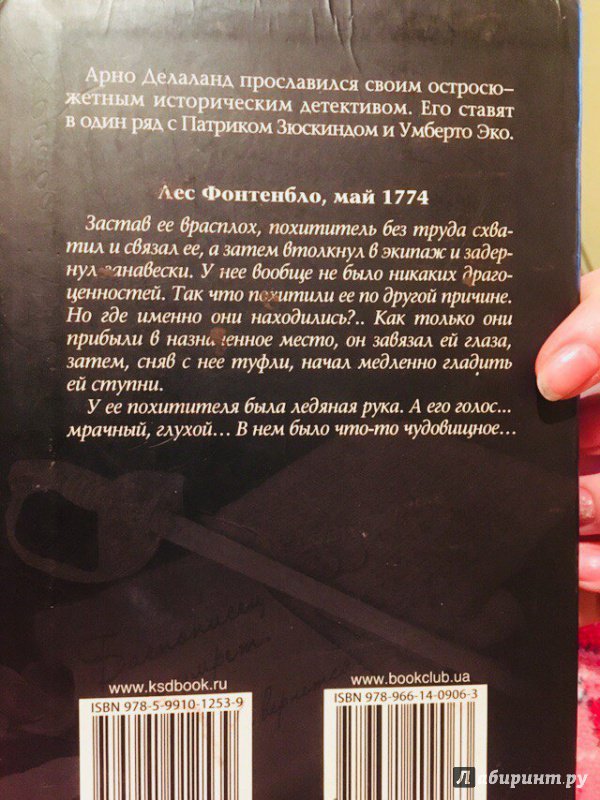 Арно Делаланд прославился своим остросю-
жетным историческим детективом. Его ставят
в один ряд с Патриком Зюскиндом и Умберто Эко.
Лес Фонтенбло, май 1774
Застав ее врасплох, похититель без труда схва-
тил и связал ее, а затем втолкнул в экипаж и задер-
нул занавески. У нее вообще не было никаких драго-
ценностей. Так что похитили ее по другой причине.
Но где именно они находились?.. Как только они
прибыли в назначенное место, он завязал ей глаза,
затем, сняв с нее туфли, начал медленно гладить
ей ступни.
У ее похитителя была ледяная рука. А его голос...
мрачный, глухой... В нем было что-то чудовищное...
www.ksdbook.ru
ISBN 978-5-9910-1253-9
www.bookclub.ua
ISBN 978-966-14-0906-3
Лабиринт.ру